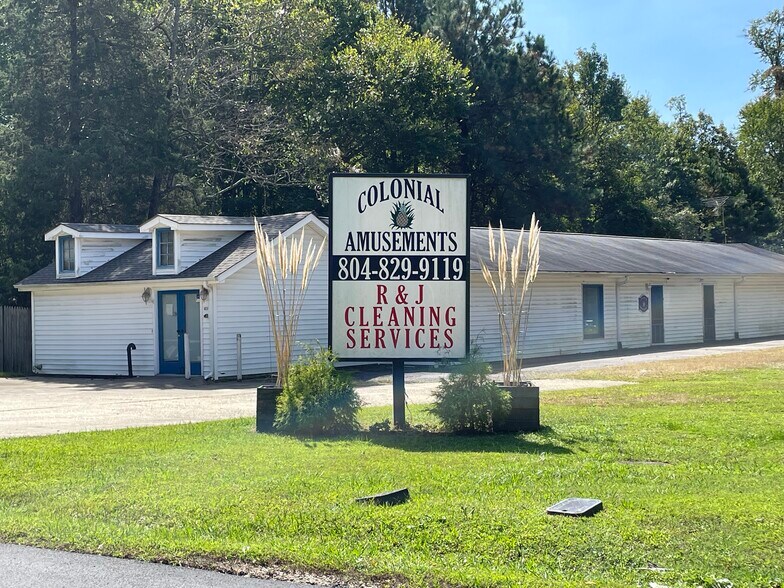 COLONIAL
AMUSEMENTS
804-829-9119
R & J
CLEANING
SERVICES